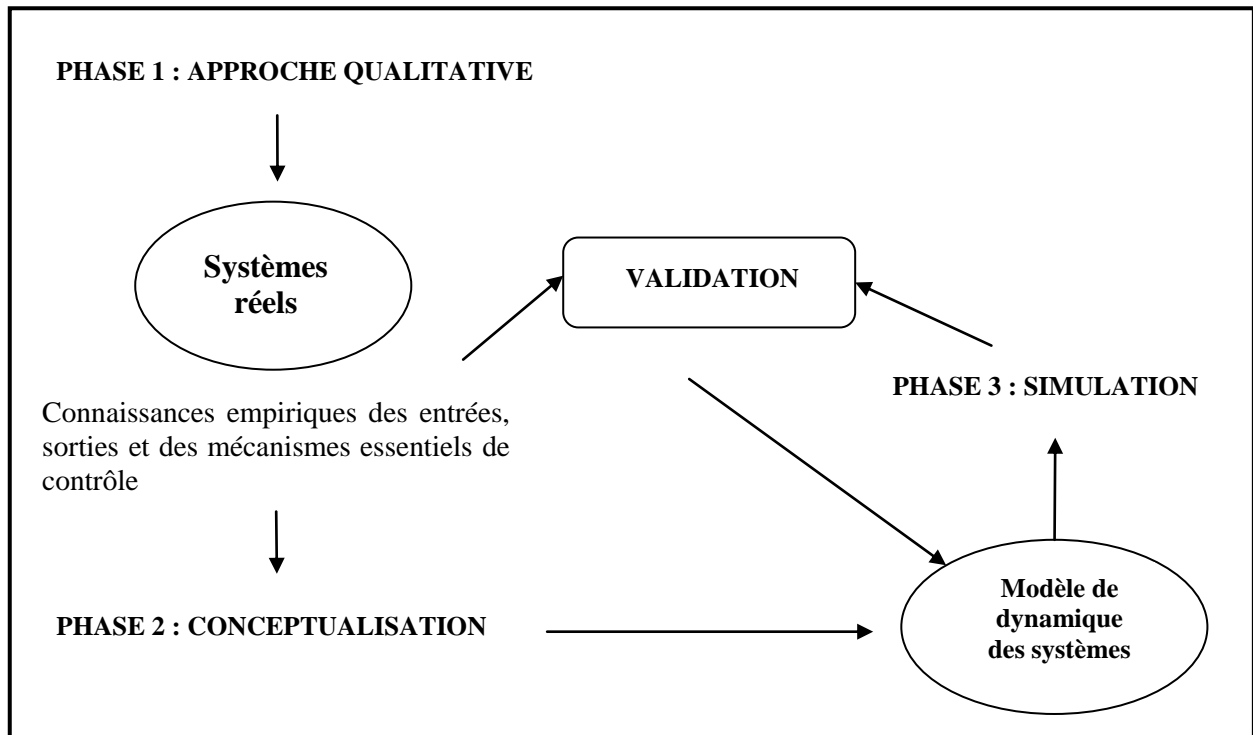 PHASE 1 : APPROCHE QUALITATIVE
Systèmes
réels
VALIDATION
PHASE 3 : SIMULATION
Connaissances empiriques des entrées,
sorties et des mécanismes essentiels de
contrôle
PHASE 2 : CONCEPTUALISATION
Modèle de
dynamique
des systèmes